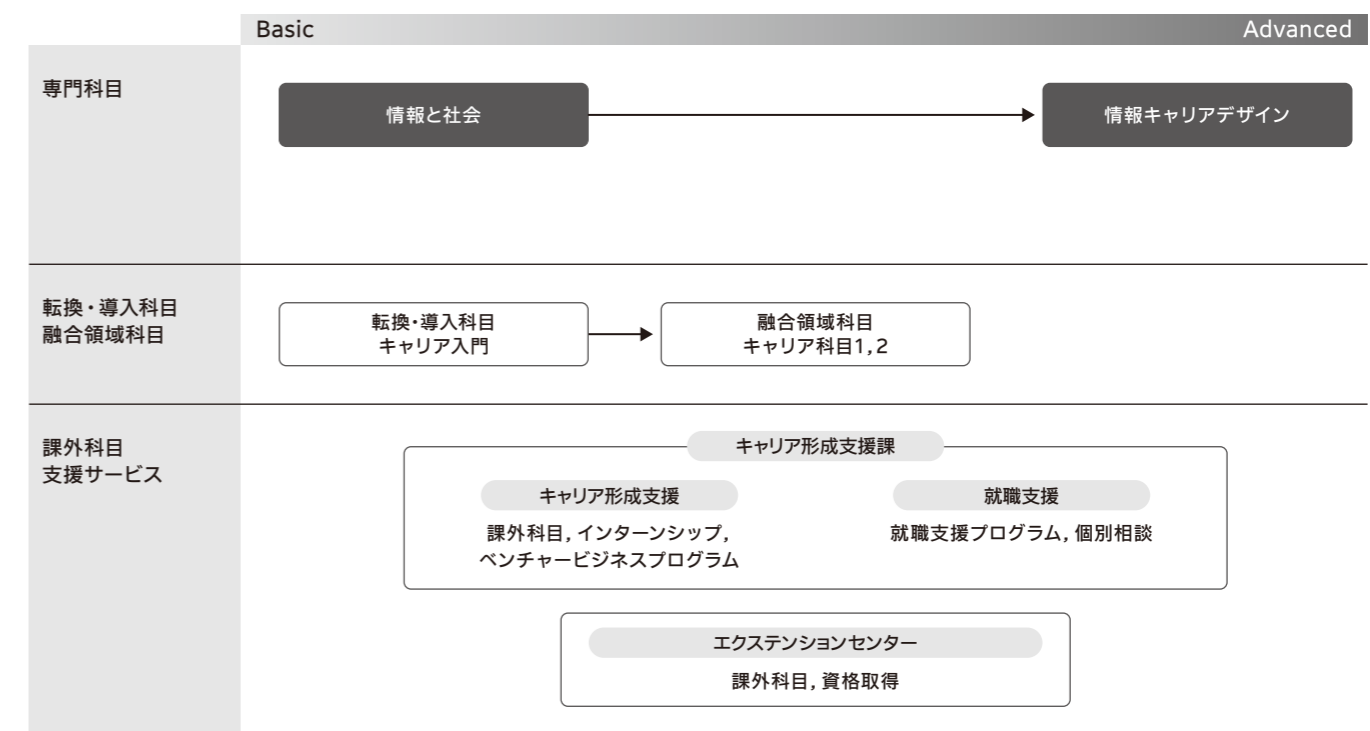 Basic
Advanced
専門科目
情報と社会
情報キャリアデザイン
転換・導入科目
融合領域科目
転換・導入科目
キャリア入門
融合領域科目
キャリア科目1, 2
課外科目
支援サービス
キャリア形成支援課
キャリア形成支援
課外科目, インターンシップ,
ベンチャービジネスプログラム
就職支援
就職支援プログラム, 個別相談
エクステンションセンター
課外科目, 資格取得